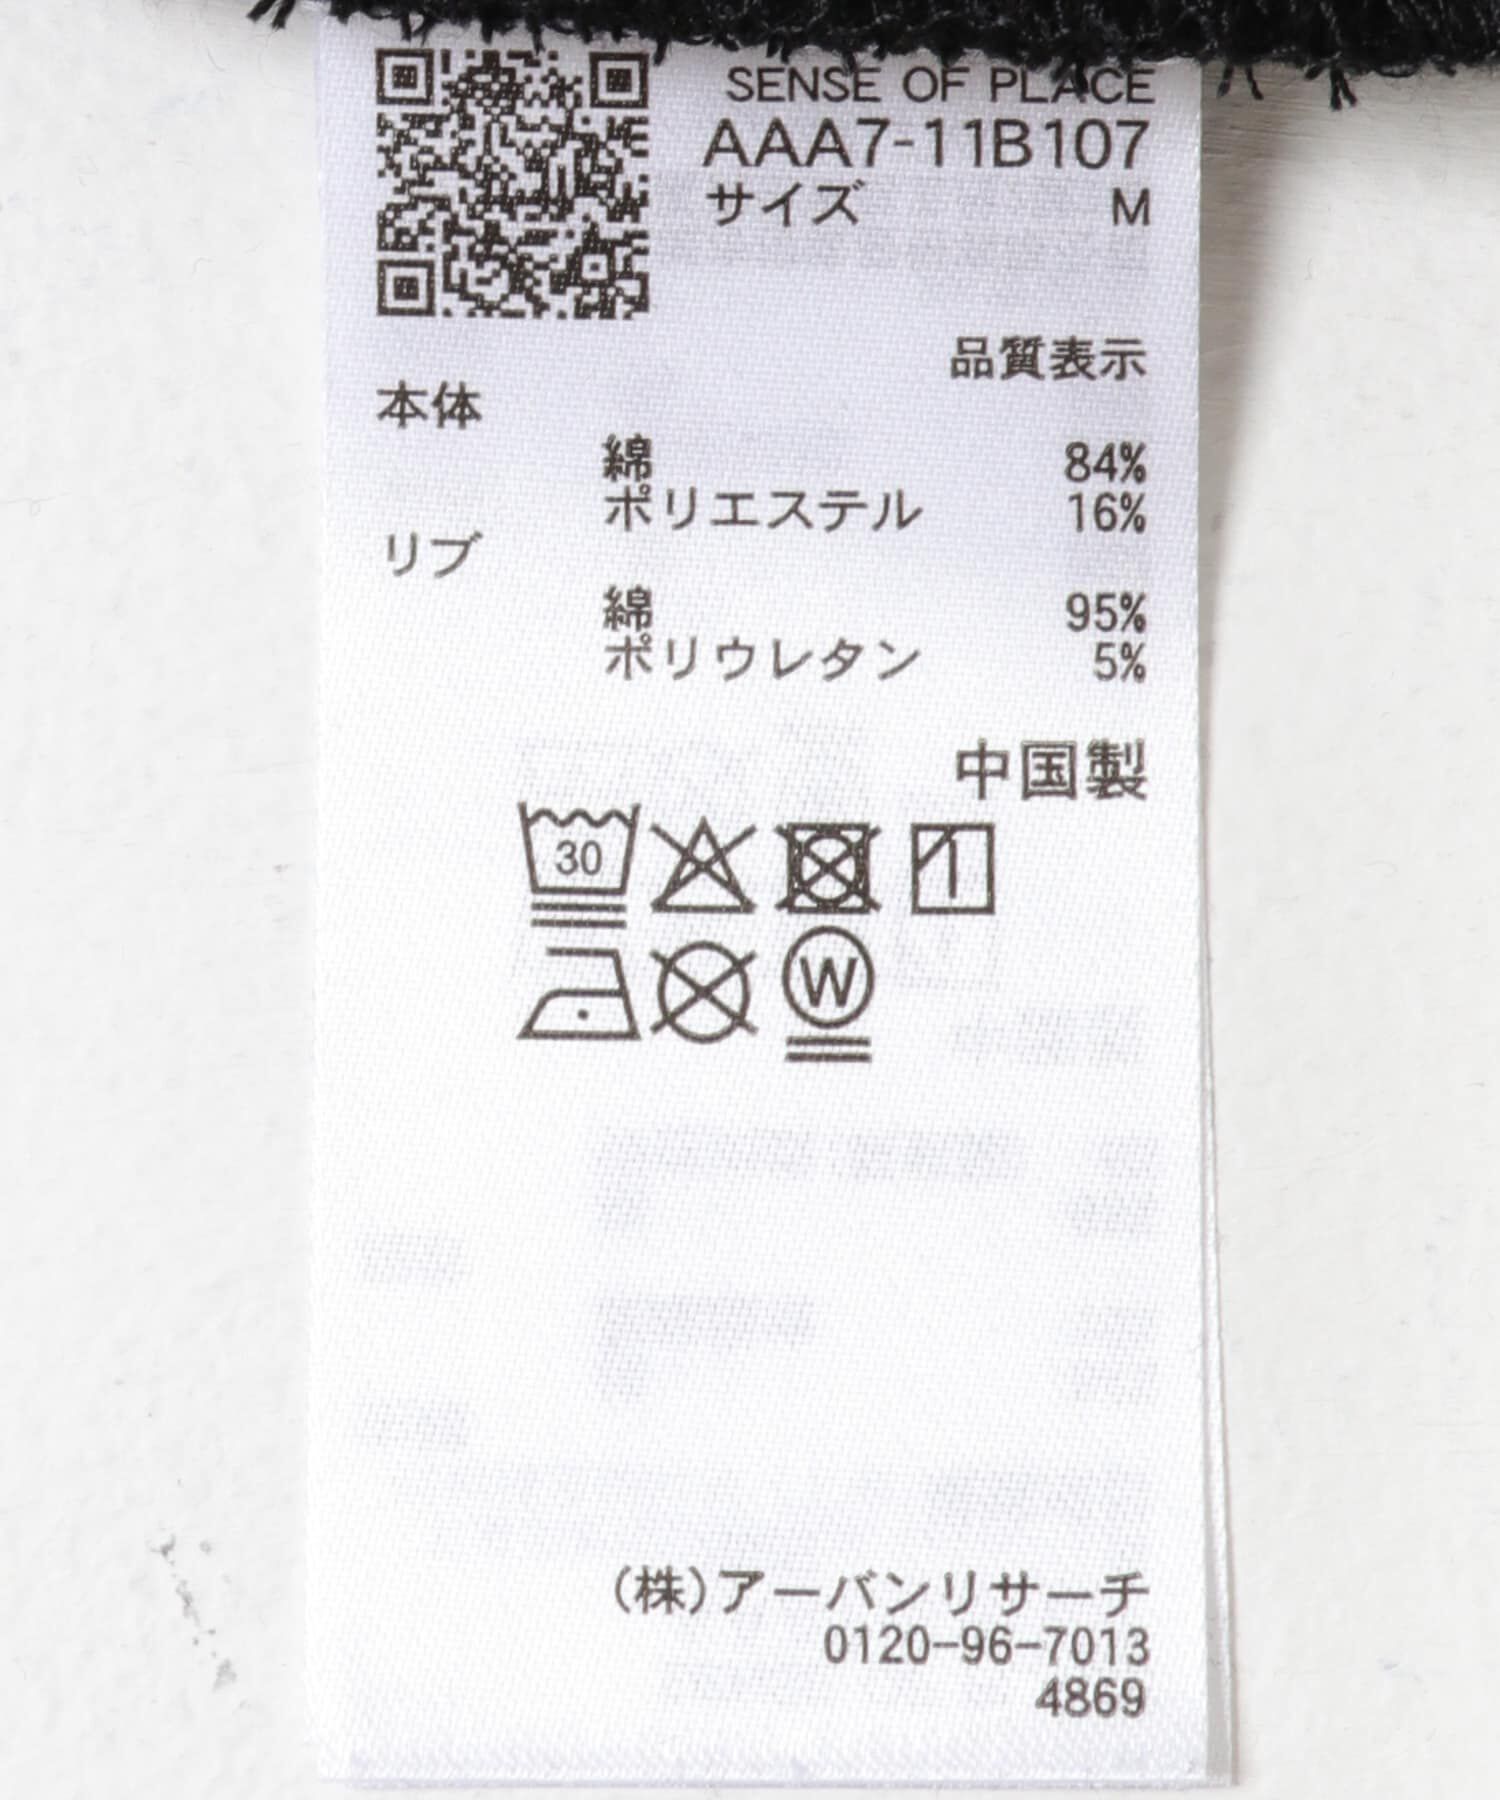 SENSE OF PLACE
AAA7-11B107
サイズ M
品質表示
本体
綿 84%
ポリエステル 16%
リブ
綿 95%
ポリウレタン 5%
中国製
30
W
(株)アーバンリサーチ
0120-96-7013
4869